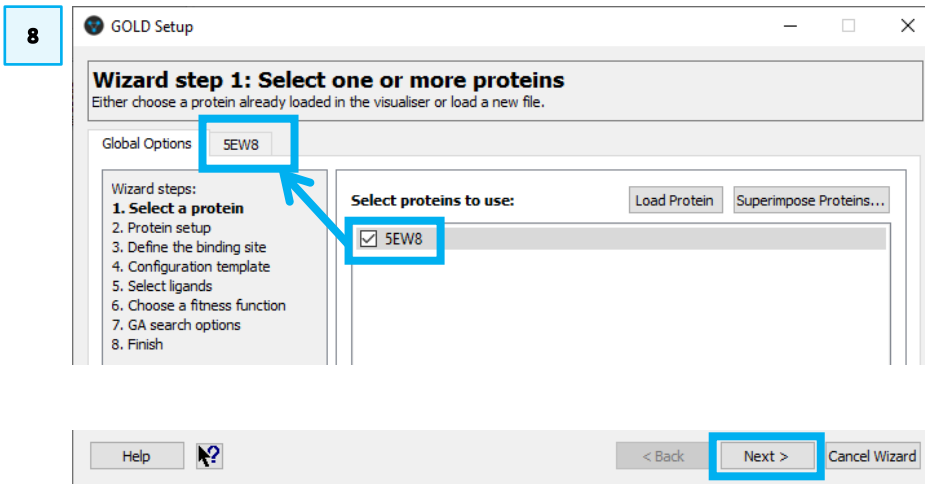 8
GOLD Setup
Wizard step 1: Select one or more proteins
Either choose a protein already loaded in the visualiser or load a new file.
Global Options 5EW8
Wizard steps:
1. Select a protein
2. Protein setup
3. Define the binding site
4. Configuration template
5. Select ligands
6. Choose a fitness function
7. GA search options
8. Finish
Select proteins to use: Load Protein Superimpose Proteins...
5EW8
Help ? < Back Next > Cancel Wizard